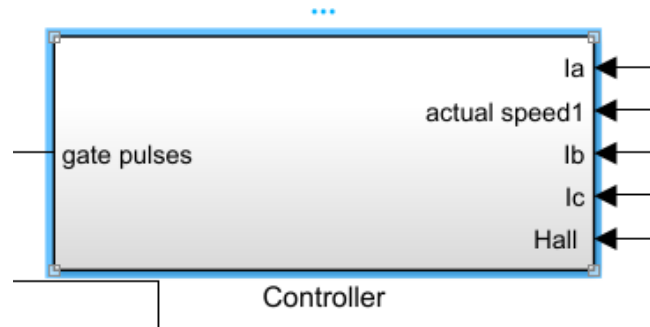 Ia
actual speed1
gate pulses
Ib
Ic
Hall
Controller